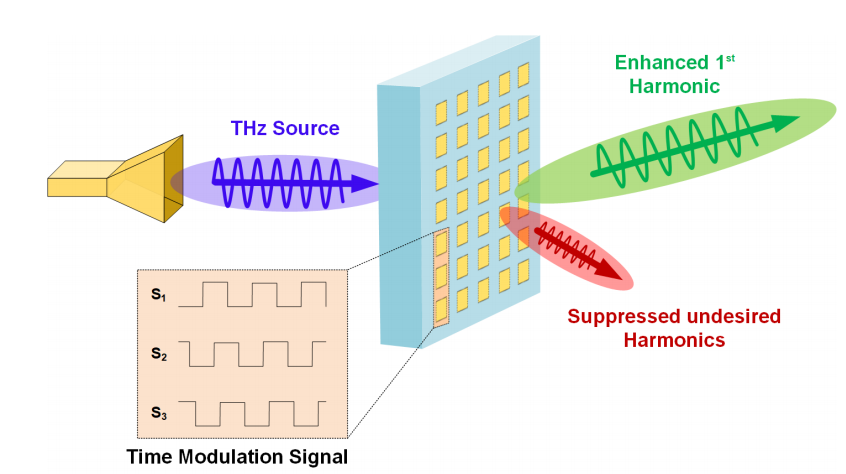 Enhanced 1st
Harmonic
THz Source
S1
S2
S3
Suppressed undesired
Harmonics
Time Modulation Signal